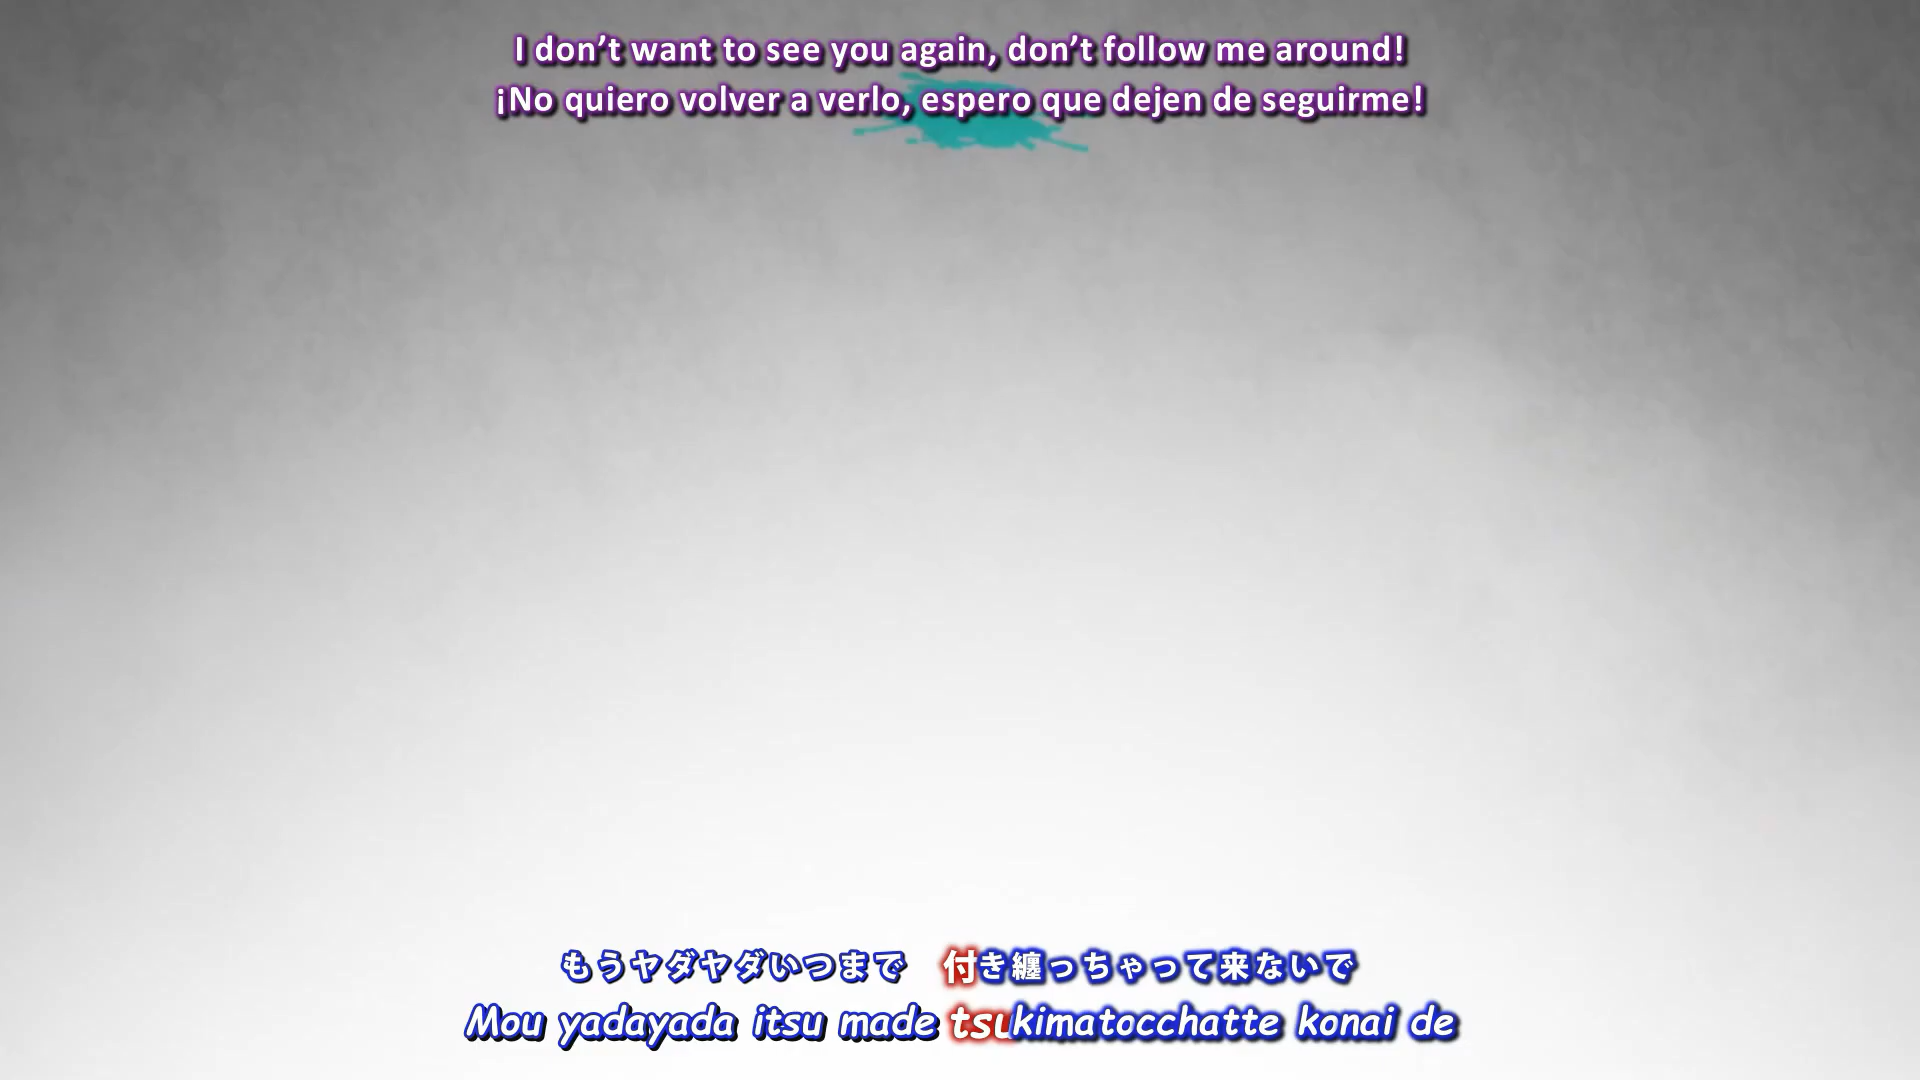 I don’t want to see you again, don’t follow me around!
¡No quiero volver a verlo, espero que dejen de seguirme!
もうヤダヤダいつまで　付き纏っちゃって来ないで
Mou yadayada itsu made tsukimatocchatte konai de